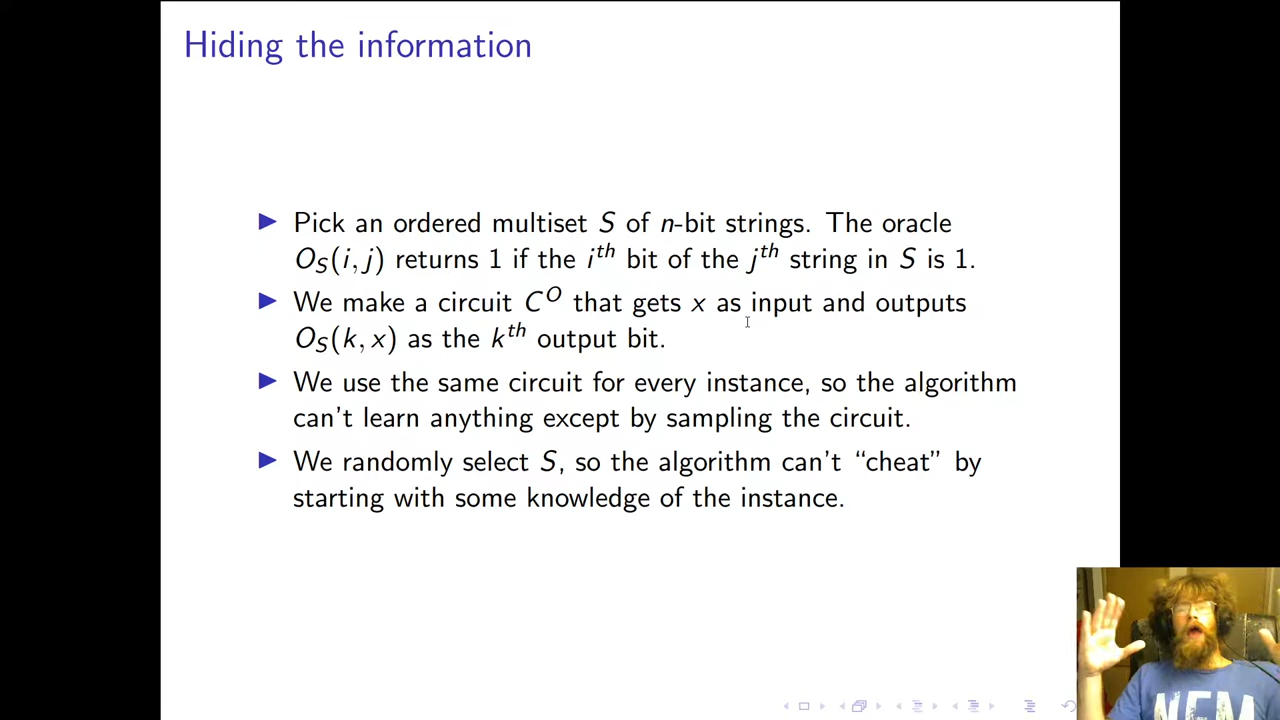 Hiding the information
▶ Pick an ordered multiset S of n-bit strings. The oracle
O_S(i, j) returns 1 if the i^th bit of the j^th string in S is 1.
▶ We make a circuit C^O that gets x as input and outputs
O_S(k, x) as the k^th output bit.
▶ We use the same circuit for every instance, so the algorithm
can't learn anything except by sampling the circuit.
▶ We randomly select S, so the algorithm can't “cheat” by
starting with some knowledge of the instance.